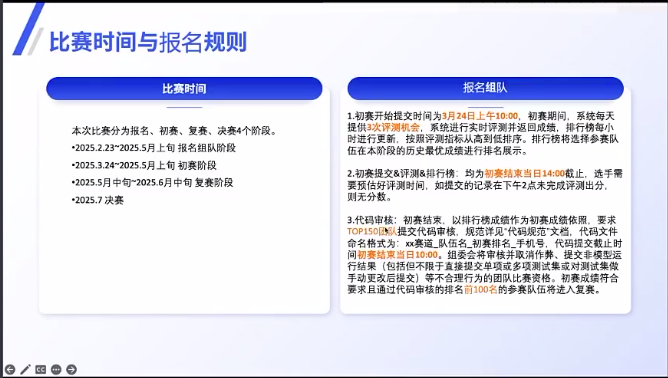 比赛时间与报名规则
比赛时间
本次比赛分为报名、初赛、复赛、决赛4个阶段。
•2025.2.23~2025.5月上旬 报名组队阶段
•2025.3.24~2025.5月上旬 初赛阶段
•2025.5月中旬~2025.6月中旬 复赛阶段
•2025.7 决赛
报名组队
1.初赛开始提交时间为3月24日上午10:00，初赛期间，系统每天
提供3次评测机会，系统进行实时评测并返回成绩，排行榜每小
时进行更新，按照评测指标从高到低排序。排行榜将选择参赛队
伍在本阶段的历史最优成绩进行排名展示。
2.初赛提交&评测&排行榜：均为初赛结束当日14:00截止，选手需
要预估好评测时间，如提交的记录在下午2点未完成评测出分，
则无分数。
3.代码审核：初赛结束，以排行榜成绩作为初赛成绩依照，要求
TOP150团队提交代码审核，规范详见“代码规范”文档，代码文件
命名格式为：xx赛道_队伍名_初赛排名_手机号，代码提交截止时
间初赛结束当日10:00。组委会将审核并取消作弊、提交非模型运
行结果（包括但不限于直接提交单项或多项测试集或对测试集做
手动更改后提交）等不合理行为的团队比赛资格。初赛成绩符合
要求且通过代码审核的排名前100名的参赛队伍将进入复赛。